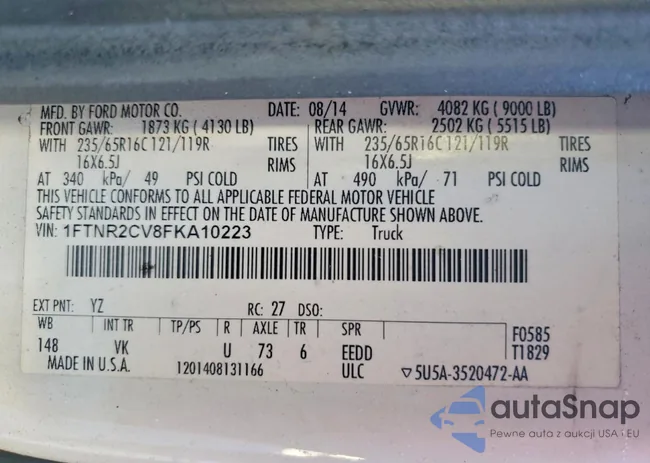 MFD. BY FORD MOTOR CO. DATE: 08/14 GVWR: 4082 KG ( 9000 LB)
FRONT GAWR: 1873 KG ( 4130 LB) REAR GAWR: 2502 KG ( 5515 LB)
WITH 235/65R16C 121/119R TIRES WITH 235/65R16C 121/119R TIRES
16X6.5J RIMS 16X6.5J RIMS
AT 340 kPa/ 49 PSI COLD AT 490 kPa/ 71 PSI COLD
THIS VEHICLE CONFORMS TO ALL APPLICABLE FEDERAL MOTOR VEHICLE
SAFETY STANDARDS IN EFFECT ON THE DATE OF MANUFACTURE SHOWN ABOVE.
VIN: 1FTNR2CV8FKA10223 TYPE: Truck
EXT PNT: YZ RC: 27 DSO:
WB INT TR TP/PS R AXLE TR SPR F0585
148 VK U 73 6 EEDD T1829
MADE IN U.S.A. 1201408131166 ULC ▽5U5A-3520472-AA
autaSnap
Pewne auta z aukcji USA i EU